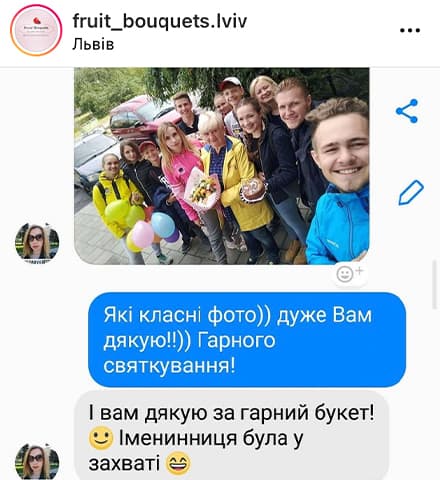 fruit_bouquets.lviv
Львів
Які класні фото)) дуже Вам
дякую!!)) Гарного
святкування!
І вам дякую за гарний букет!
🙂 Іменинниця була у
захваті 😄